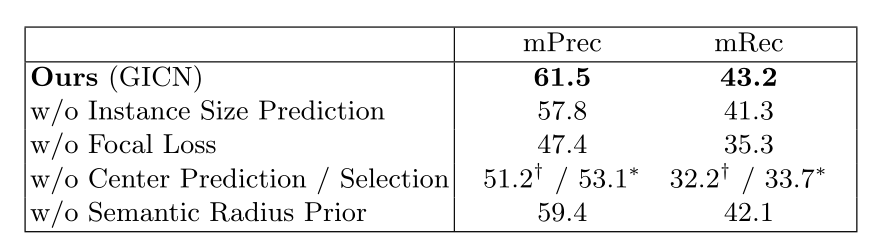 mPrec mRec
Ours (GICN) 61.5 43.2
w/o Instance Size Prediction 57.8 41.3
w/o Focal Loss 47.4 35.3
w/o Center Prediction / Selection 51.2† / 53.1* 32.2† / 33.7*
w/o Semantic Radius Prior 59.4 42.1